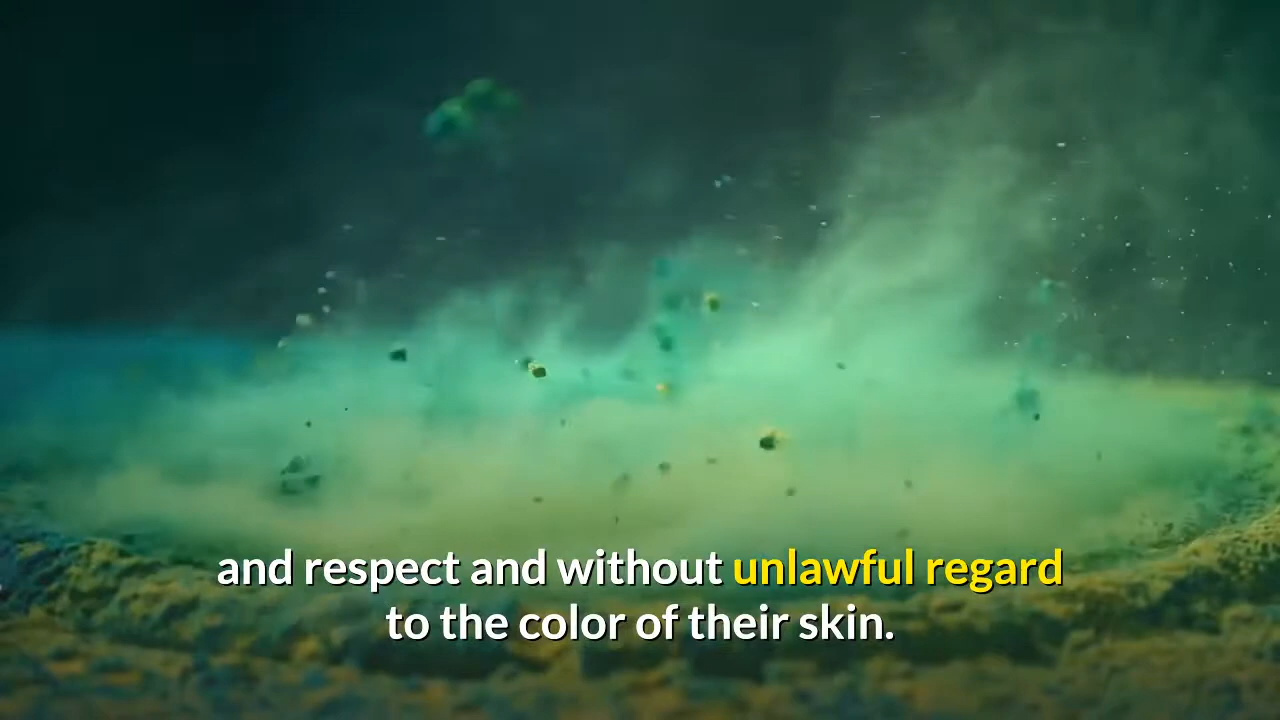 and respect and without unlawful regard
to the color of their skin.